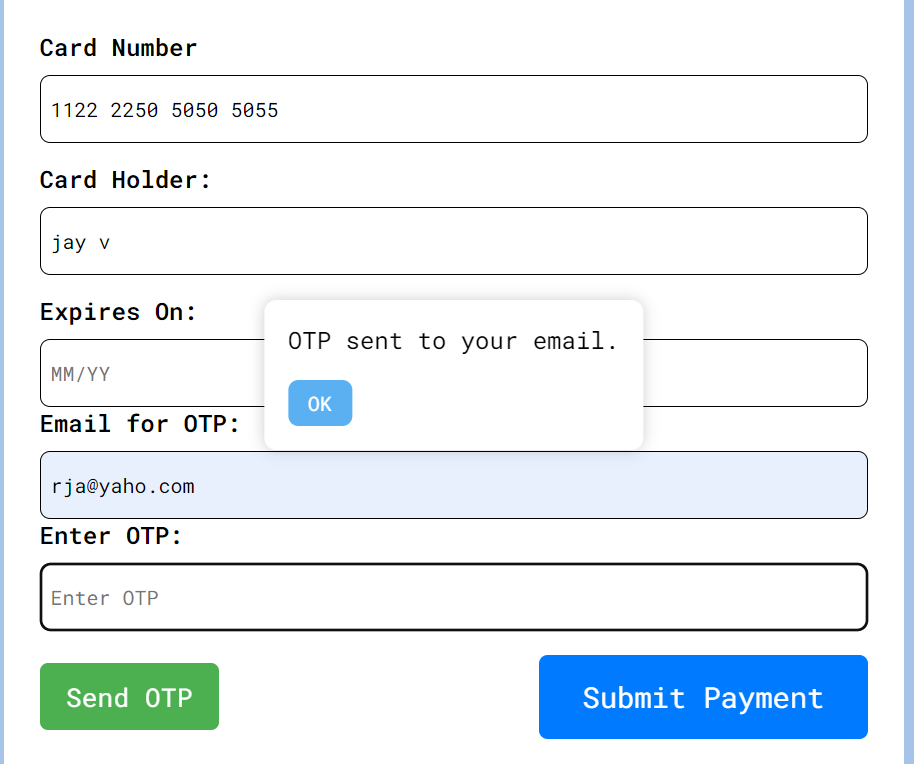 Card Number
1122 2250 5050 5055
Card Holder:
jay v
Expires On:
OTP sent to your email.
MM/YY
OK
Email for OTP:
rja@yaho.com
Enter OTP:
Enter OTP
Send OTP
Submit Payment